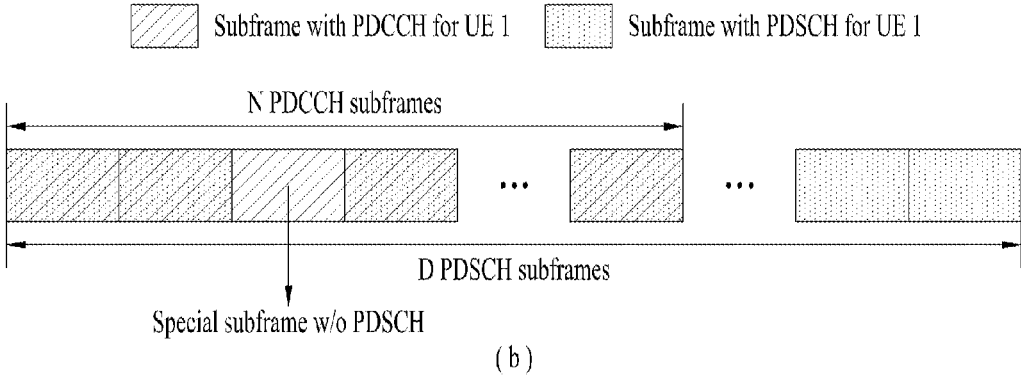 Subframe with PDCCH for UE 1
Subframe with PDSCH for UE 1
N PDCCH subframes
...
...
D PDSCH subframes
Special subframe w/o PDSCH
( b )